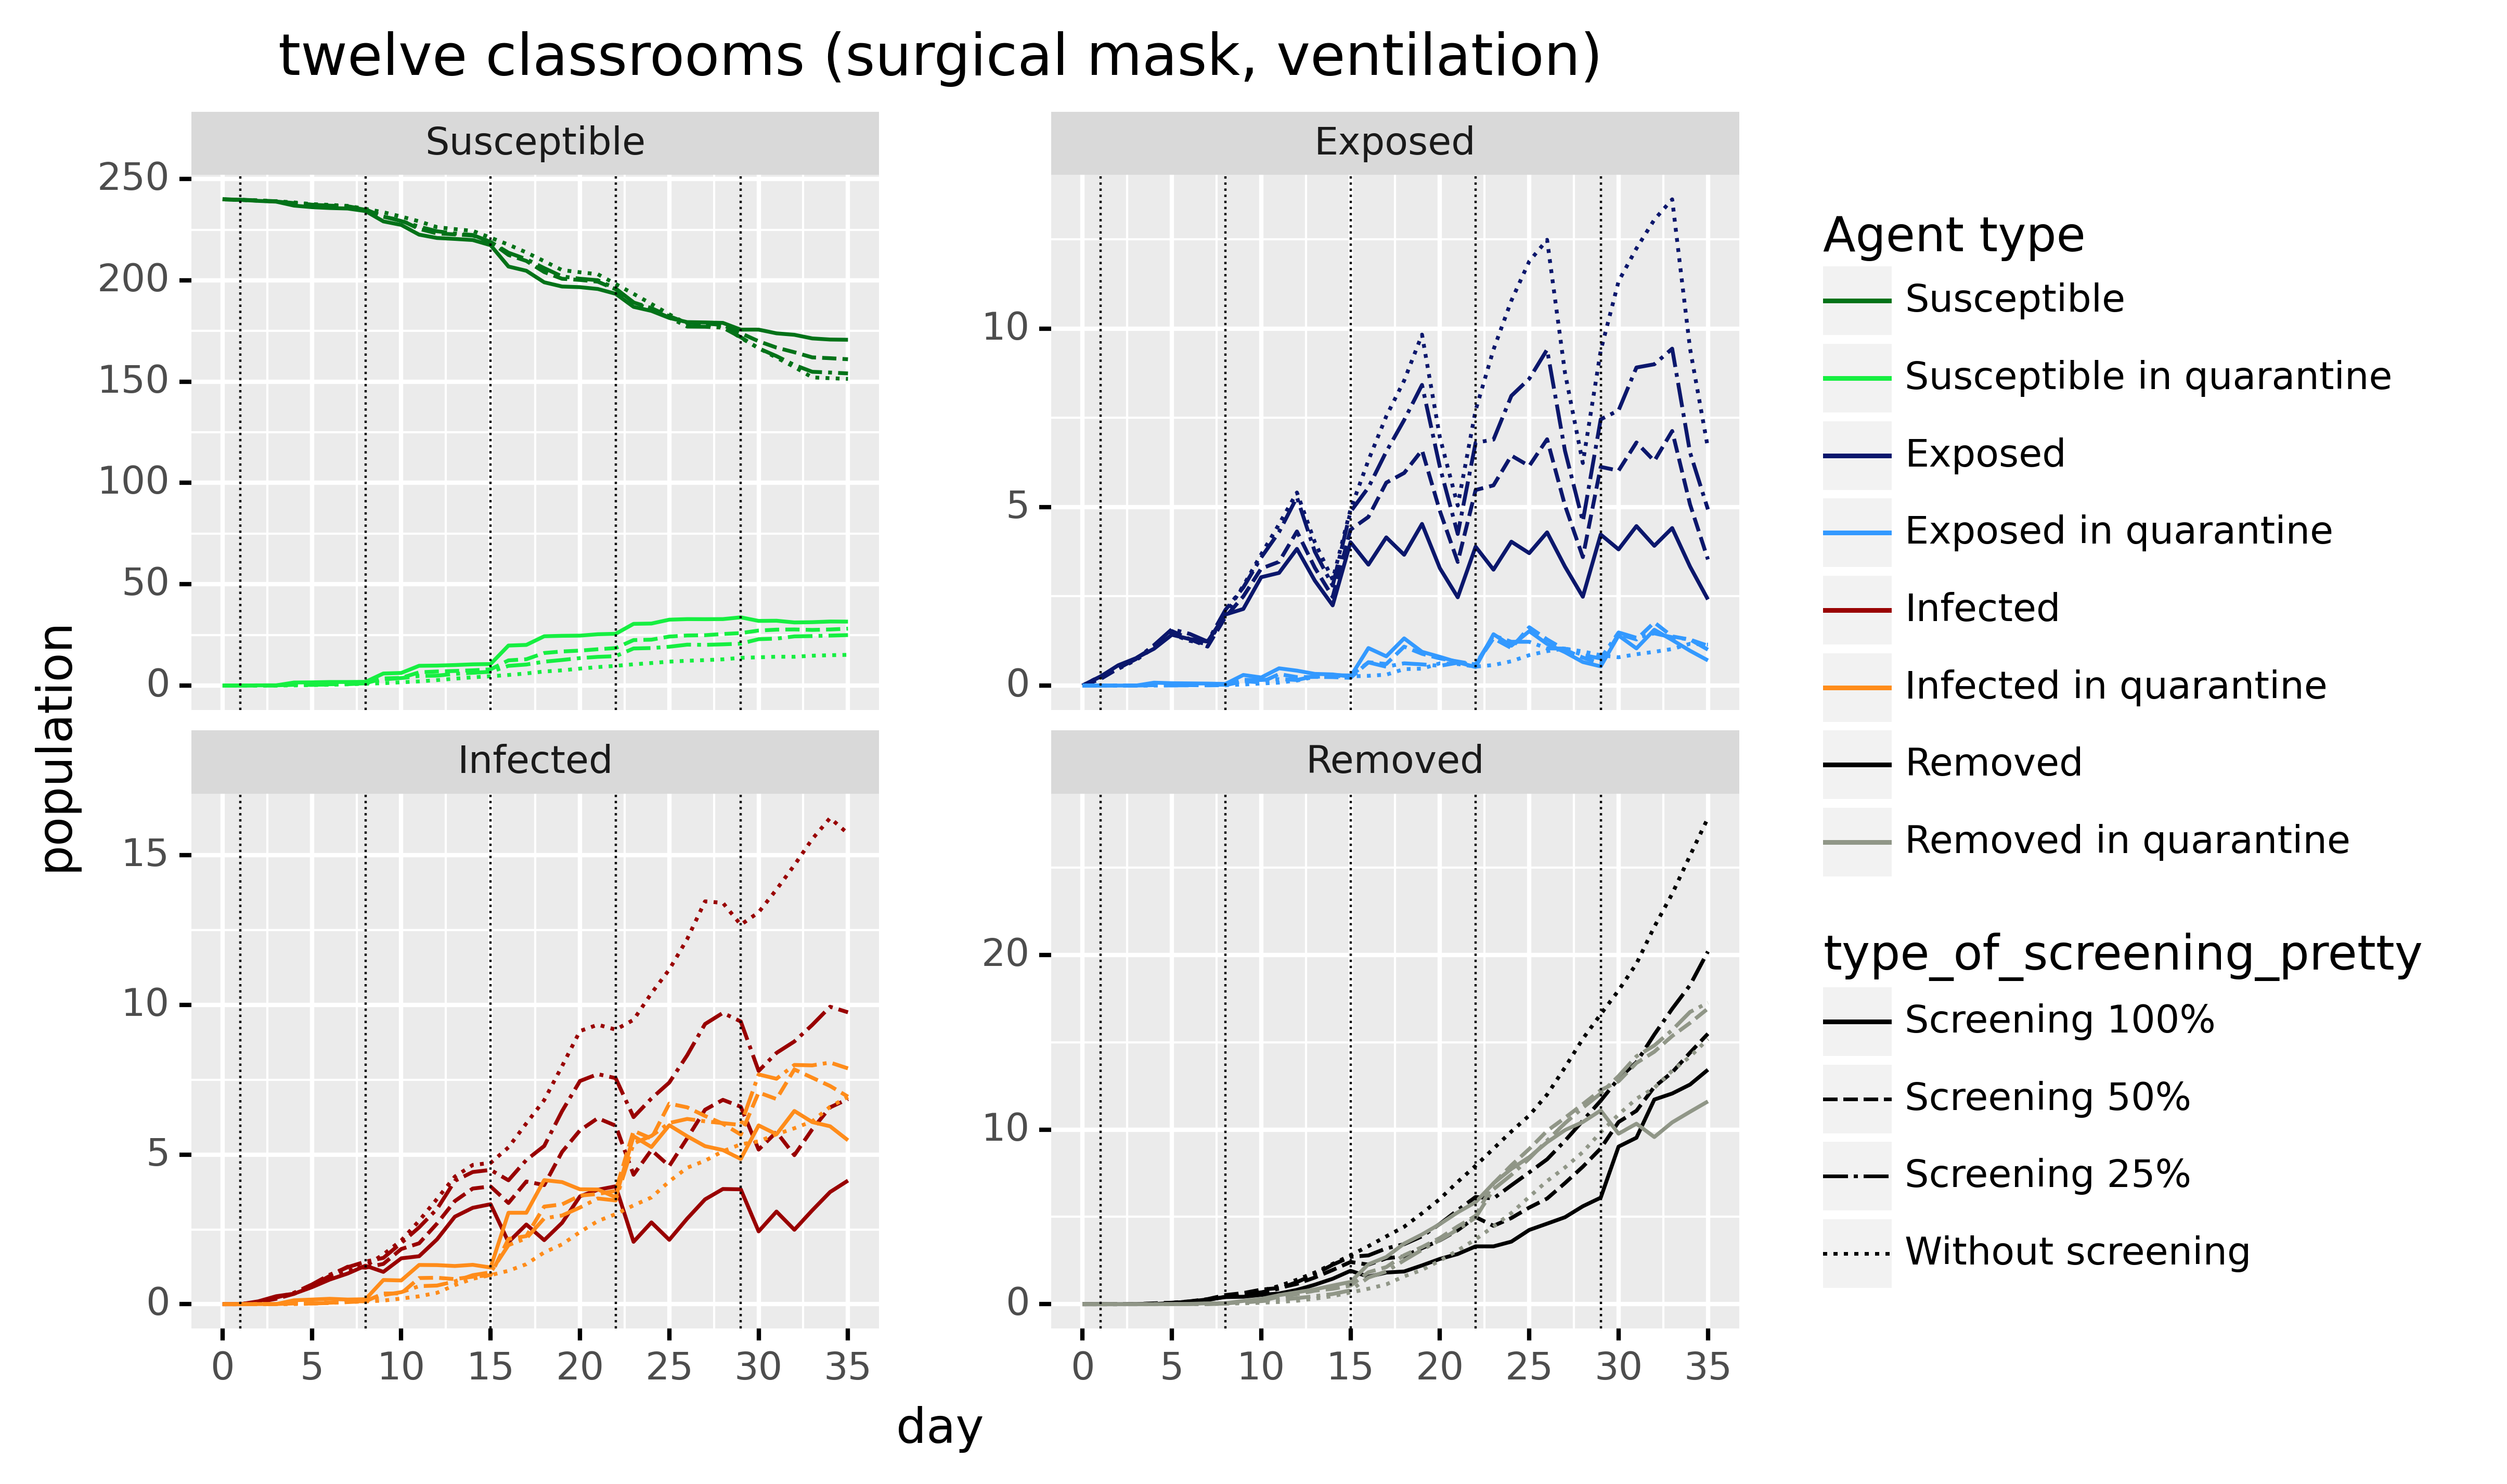 twelve classrooms (surgical mask, ventilation)
Susceptible
Exposed
250
200
150
100
50
0
10
5
0
Infected
Removed
15
10
5
0
20
10
0
0 5 10 15 20 25 30 35
0 5 10 15 20 25 30 35
population
day
Agent type
Susceptible
Susceptible in quarantine
Exposed
Exposed in quarantine
Infected
Infected in quarantine
Removed
Removed in quarantine
type_of_screening_pretty
Screening 100%
Screening 50%
Screening 25%
Without screening